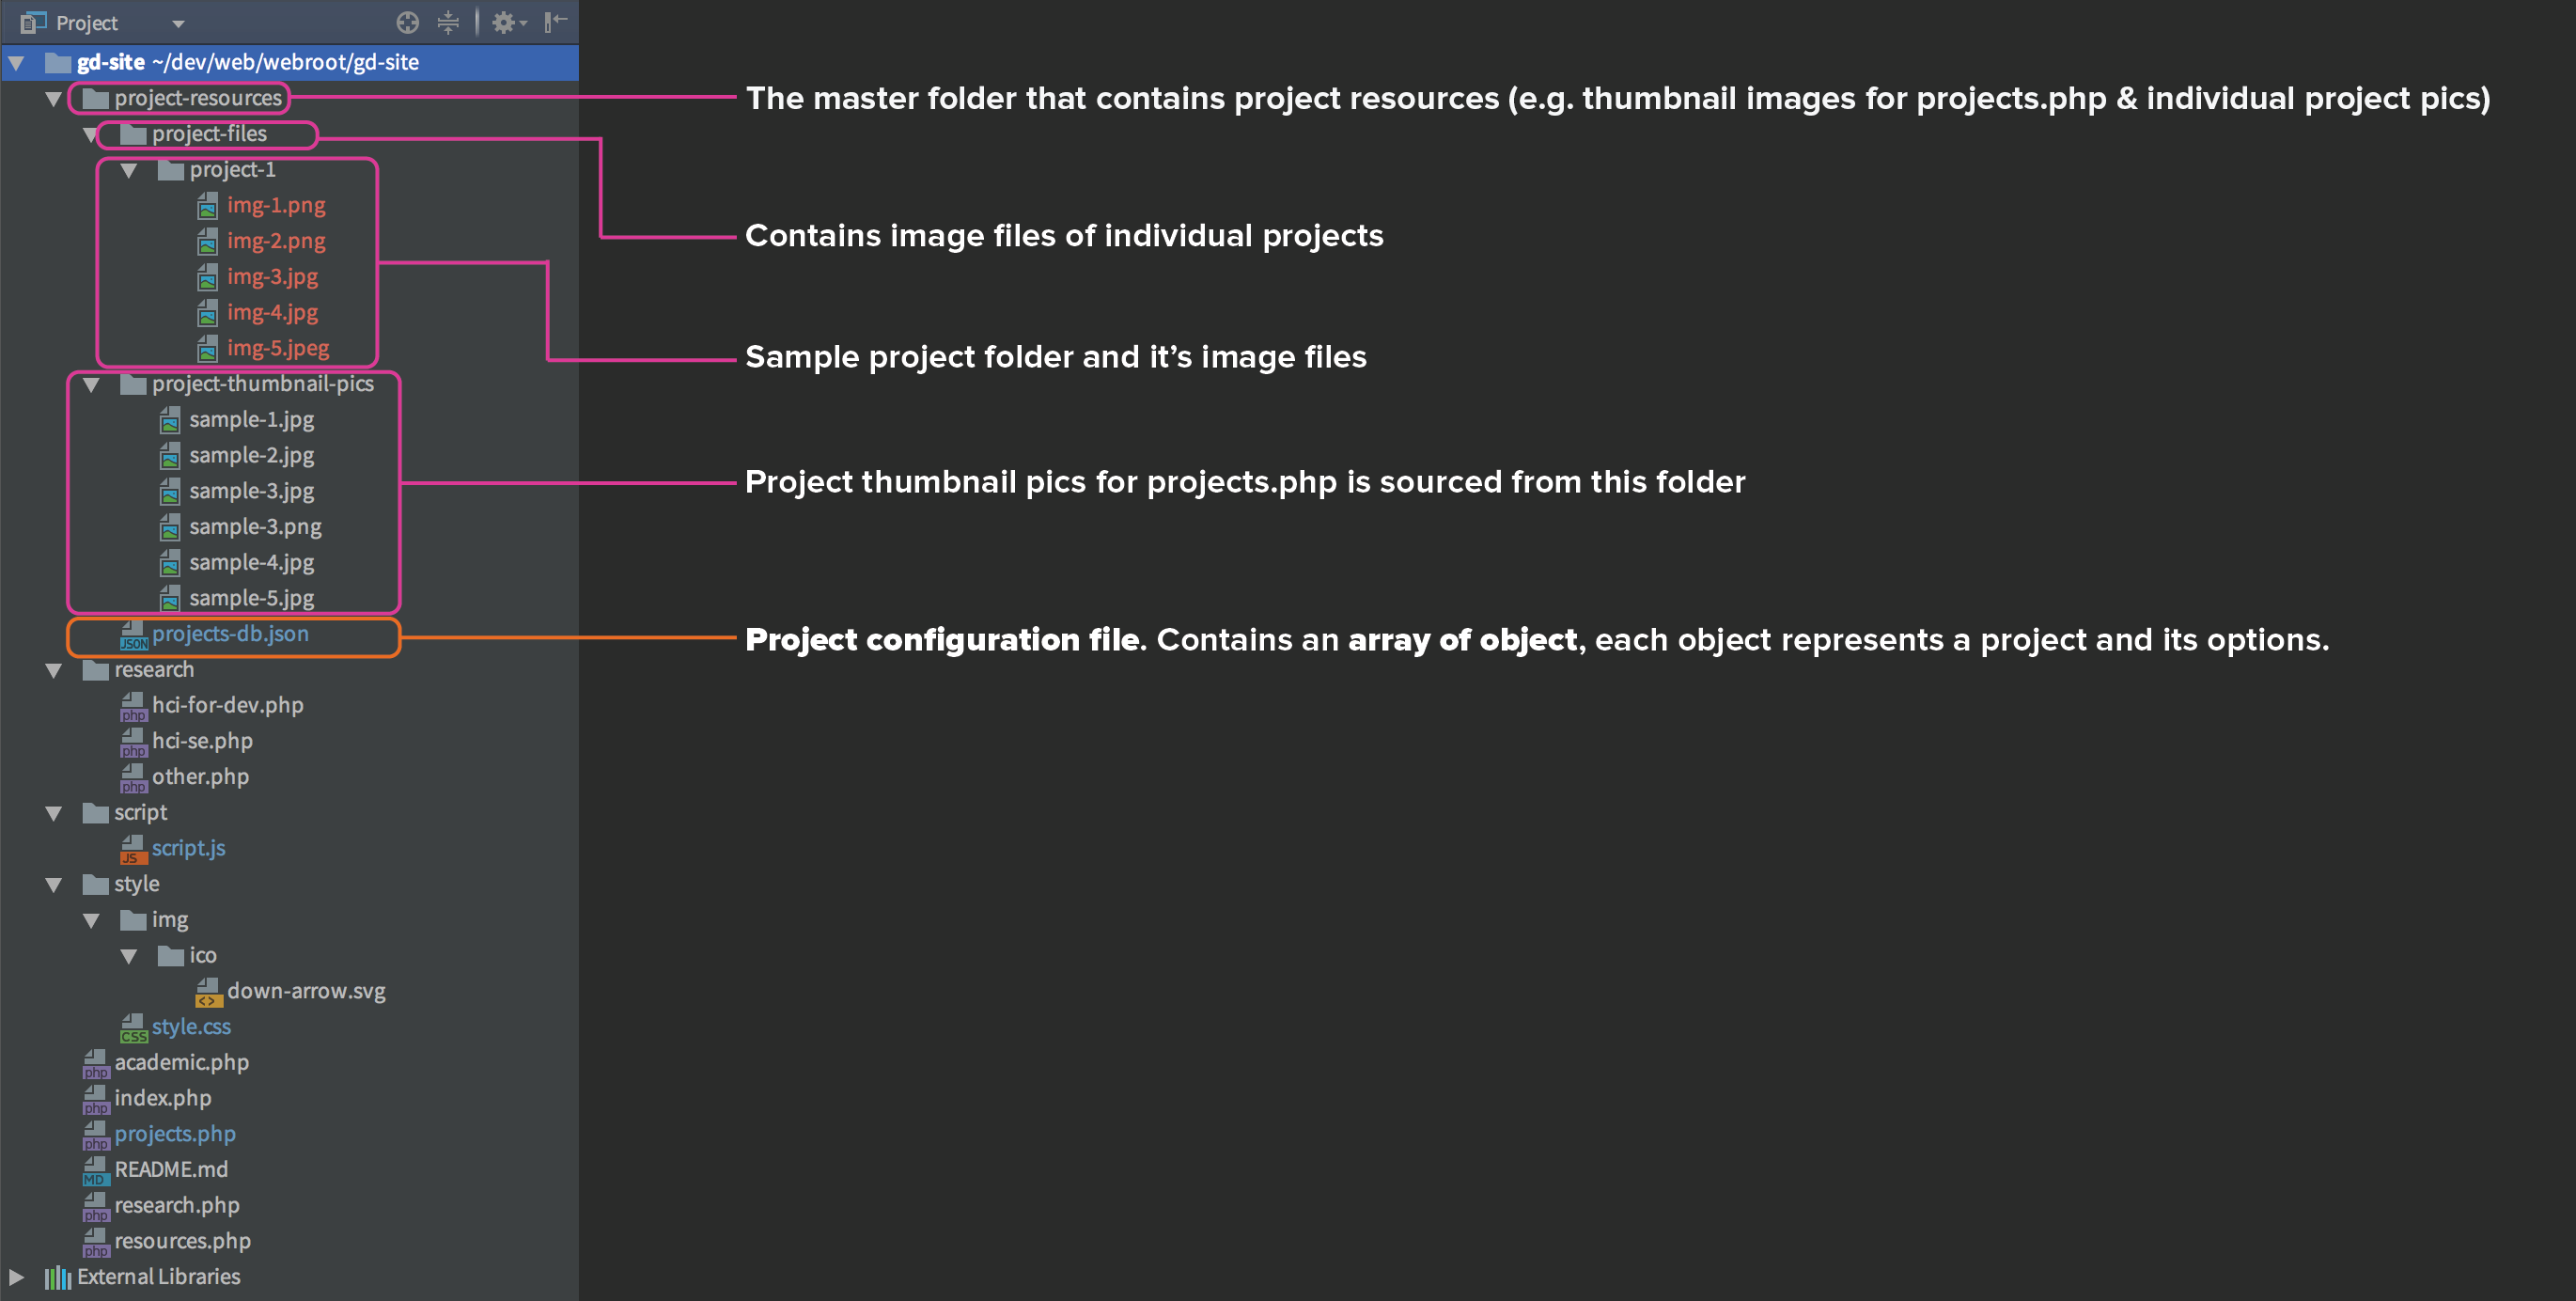 Project
gd-site ~/dev/web/webroot/gd-site
project-resources
The master folder that contains project resources (e.g. thumbnail images for projects.php & individual project pics)
project-files
project-1
img-1.png
img-2.png
Contains image files of individual projects
img-3.jpg
img-4.jpg
img-5.jpeg
Sample project folder and it’s image files
project-thumbnail-pics
sample-1.jpg
sample-2.jpg
sample-3.jpg
Project thumbnail pics for projects.php is sourced from this folder
sample-3.png
sample-4.jpg
sample-5.jpg
JSON projects-db.json
Project configuration file. Contains an array of object, each object represents a project and its options.
research
php hci-for-dev.php
php hci-se.php
php other.php
script
JS script.js
style
img
ico
<> down-arrow.svg
CSS style.css
php academic.php
php index.php
php projects.php
MD README.md
php research.php
php resources.php
External Libraries